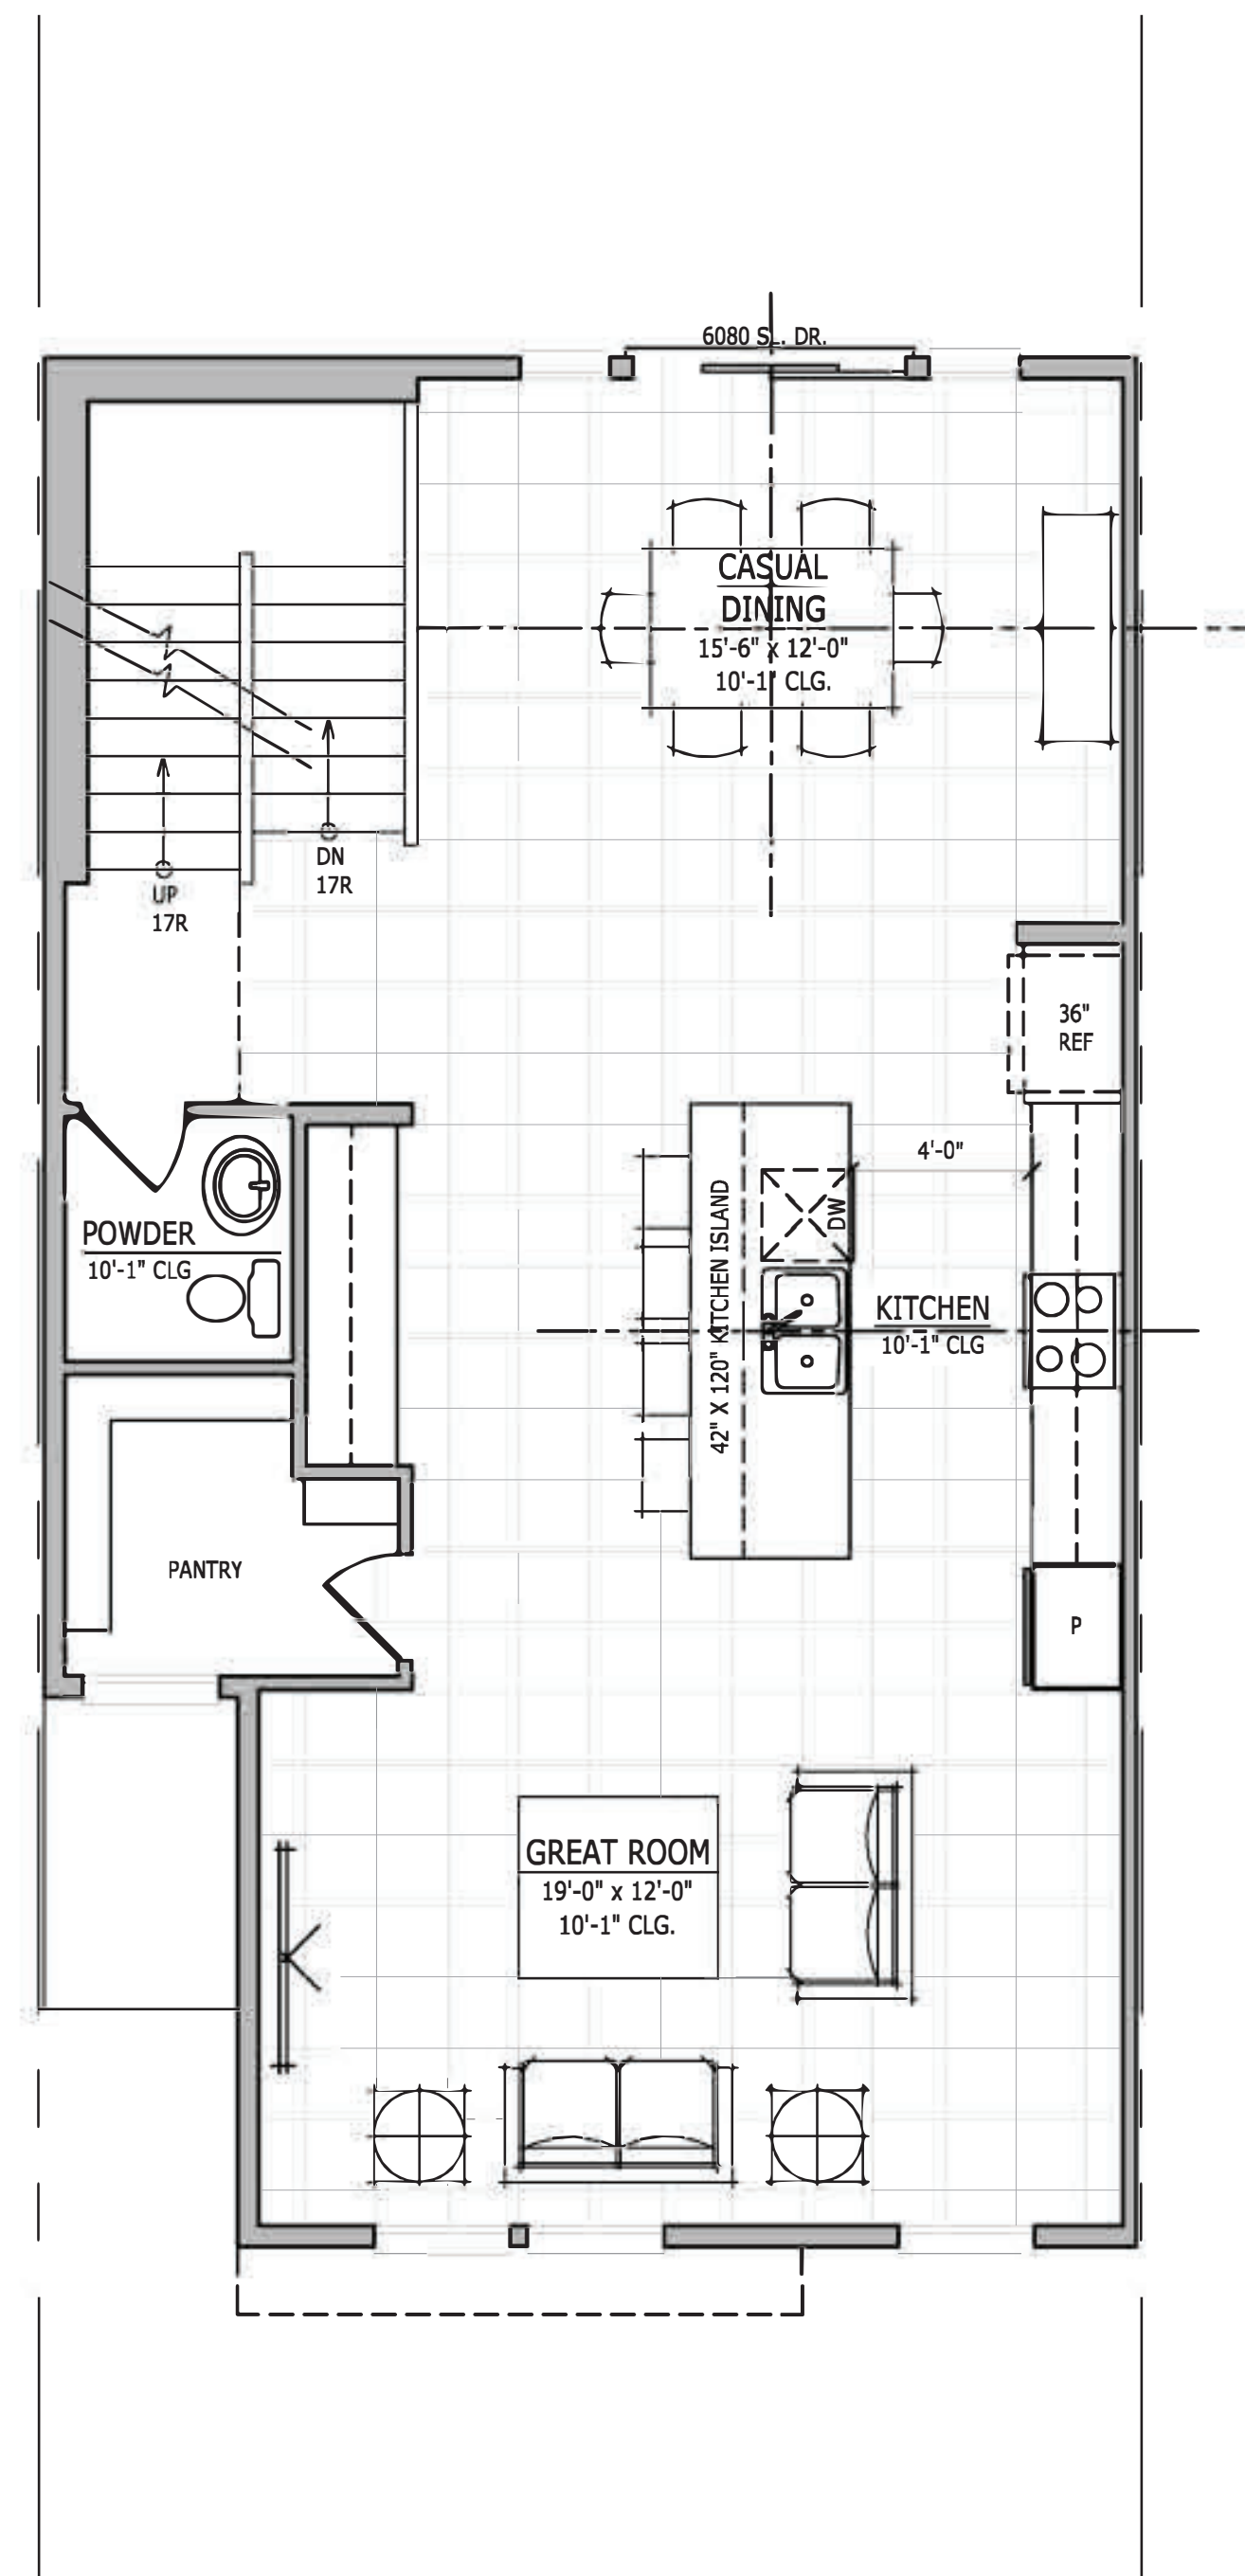 6080 SL. DR.
CASUAL
DINING
15'-6" x 12'-0"
10'-1" CLG.
DN
17R
UP
17R
36"
REF
4'-0"
42" X 120" KITCHEN ISLAND
DW
POWDER
10'-1" CLG
KITCHEN
10'-1" CLG
PANTRY
P
GREAT ROOM
19'-0" x 12'-0"
10'-1" CLG.